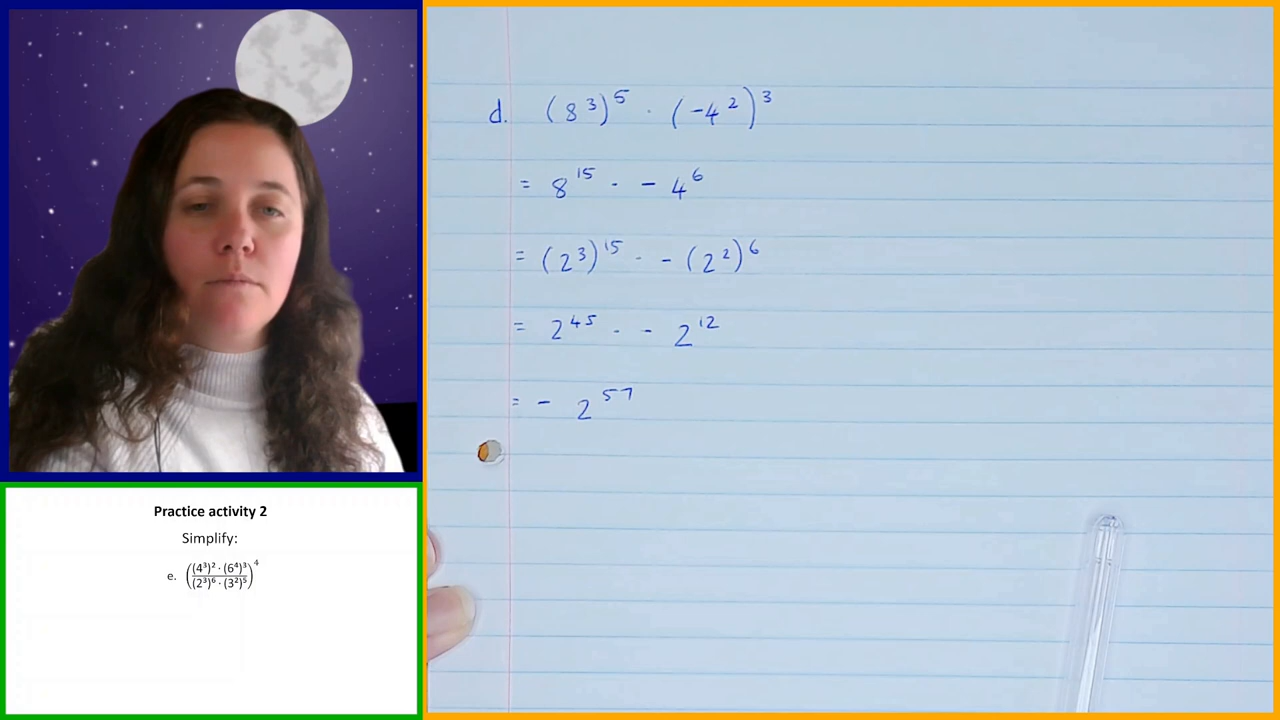 d. (8³)⁵ · (-4²)³
= 8¹⁵ · - 4⁶
= (2³)¹⁵ · - (2²)⁶
= 2⁴⁵ · - 2¹²
= - 2⁵⁷
Practice activity 2
Simplify:
e. ((4³)² · (6⁴)³ / (2³)⁶ · (3²)⁵)⁴